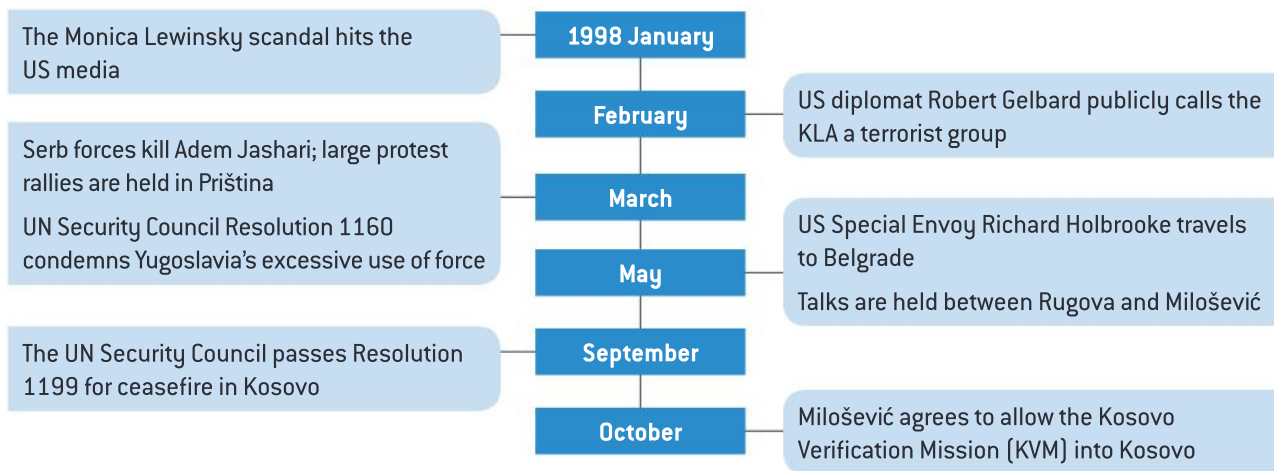 The Monica Lewinsky scandal hits the
US media
1998 January
February
US diplomat Robert Gelbard publicly calls the
KLA a terrorist group
Serb forces kill Adem Jashari; large protest
rallies are held in Priština
UN Security Council Resolution 1160
condemns Yugoslavia's excessive use of force
March
May
US Special Envoy Richard Holbrooke travels
to Belgrade
Talks are held between Rugova and Milošević
The UN Security Council passes Resolution
1199 for ceasefire in Kosovo
September
October
Milošević agrees to allow the Kosovo
Verification Mission (KVM) into Kosovo